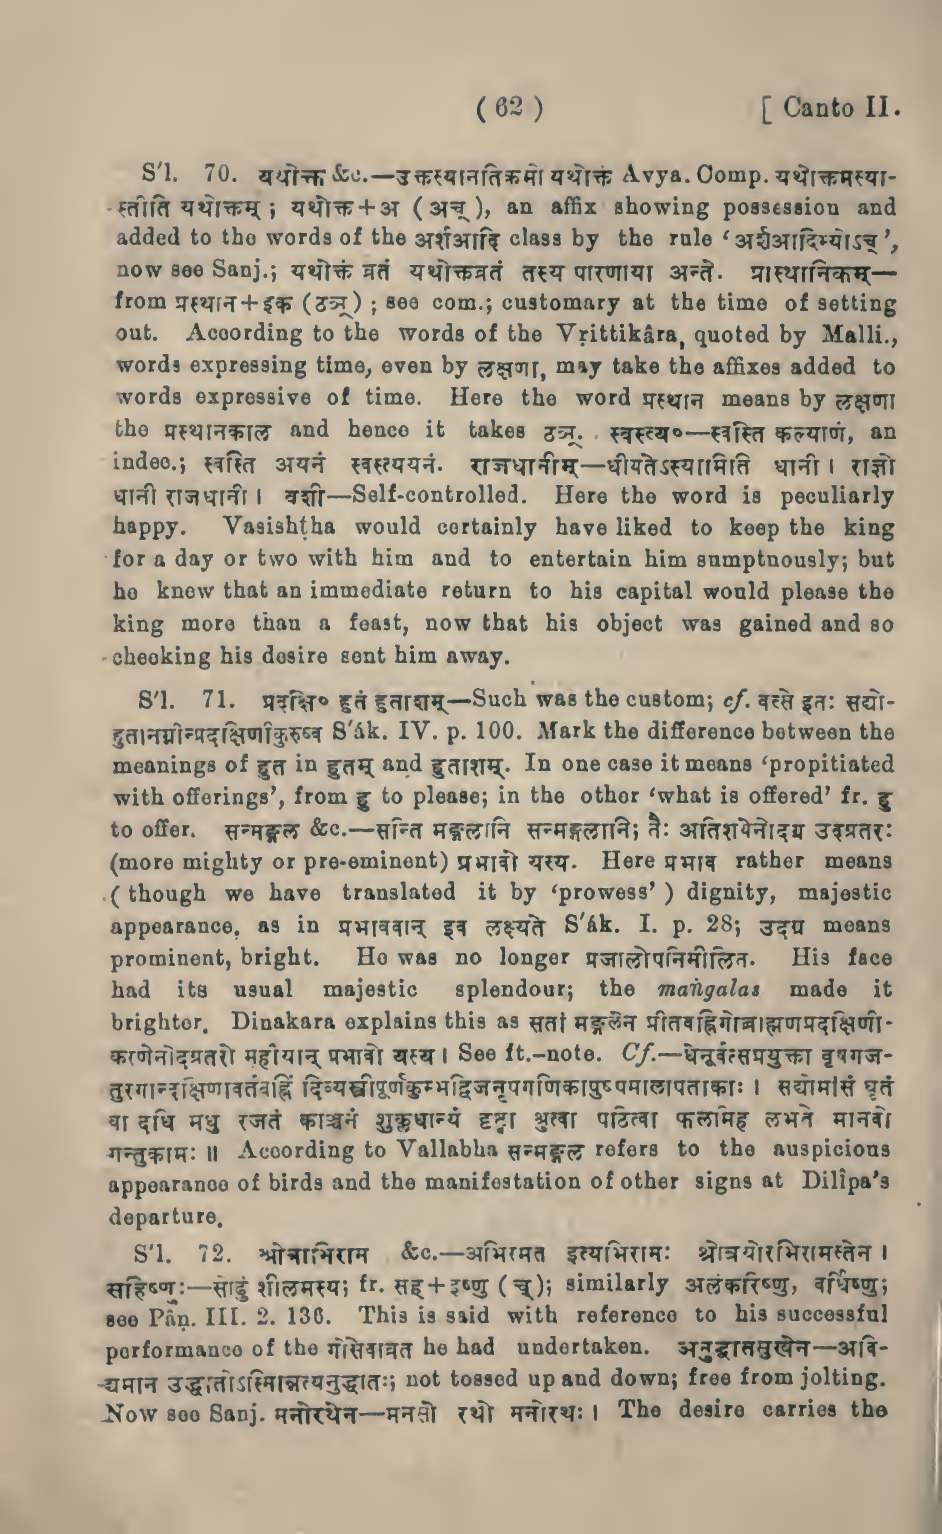 ( 62 ) [ Canto II.
S'l. 70. यथोक्त &c.—उक्तस्यानतिक्रमो यथोक्तं Avya. Comp. यथोक्तमस्या-
स्तीति यथोक्तम् ; यथोक्त+अ ( अच् ), an affix showing possession and
added to the words of the अर्शआदि class by the rule ‘ अर्शआदिभ्योऽच् ’,
now see Sanj.; यथोक्तं व्रतं यथोक्तव्रतं तस्य पारणाया अन्ते. प्रास्थानिकम्—
from प्रस्थान+इक (ठञ्) ; see com.; customary at the time of setting
out. According to the words of the Vṛittikâra, quoted by Malli.,
words expressing time, even by लक्षणा, may take the affixes added to
words expressive of time. Here the word प्रस्थान means by लक्षणा
the प्रस्थानकाल and hence it takes ठञ्. स्वस्त्य०—स्वस्ति कल्याणं, an
indec.; स्वस्ति अयनं स्वस्त्ययनं. राजधानीम्—धीयतेऽस्यामिति धानी । राज्ञो
धानी राजधानी । वशी—Self-controlled. Here the word is peculiarly
happy. Vasishṭha would certainly have liked to keep the king
for a day or two with him and to entertain him sumptnously; but
he knew that an immediate return to his capital would please the
king more than a feast, now that his object was gained and so
checking his desire sent him away.
S'l. 71. प्रदक्षि० हुतं हुताशम्—Such was the custom; cf. वत्से इतः सद्यो-
हुतानग्नीन्प्रदक्षिणीकुरुष्व S'ák. IV. p. 100. Mark the difference between the
meanings of हुत in हुतम् and हुताशम्. In one case it means ‘propitiated
with offerings’, from हु to please; in the other ‘what is offered’ fr. हु
to offer. सन्मङ्गल &c.—सन्ति मङ्गलानि सन्मङ्गलानि; तैः अतिशयेनोदग्र उदग्रतरः
(more mighty or pre-eminent) प्रभावो यस्य. Here प्रभाव rather means
( though we have translated it by ‘prowess’ ) dignity, majestic
appearance, as in प्रभाववान् इव लक्ष्यते S'ák. I. p. 28; उदग्र means
prominent, bright. He was no longer प्रजालोपनिमीलित. His face
had its usual majestic splendour; the maṅgalas made it
brighter. Dinakara explains this as सतां मङ्गलेन प्रीतवह्निगोब्राह्मणप्रदक्षिणी-
करणेनोदग्रतरो महीयान् प्रभावो यस्य । See ft.-note. Cf.—धेनूर्वत्सप्रयुक्ता वृषगज-
तुरगान्दक्षिणावर्तवह्निं दिव्यस्त्रीपूर्णकुम्भद्विजनृपगणिकापुष्पमालापताकाः । सद्योमांसं घृतं
वा दधि मधु रजतं काञ्चनं शुक्लधान्यं दृष्ट्वा श्रुत्वा पठित्वा फलमिह लभते मानवो
गन्तुकामः ॥ According to Vallabha सन्मङ्गल refers to the auspicious
appearance of birds and the manifestation of other signs at Dilîpa's
departure.
S'l. 72. श्रोत्राभिराम &c.—अभिरमत इत्यभिरामः श्रोत्रयोरभिरामस्तेन ।
सहिष्णुः—सोढुं शीलमस्य; fr. सह्+इष्णु ( च् ); similarly अलंकरिष्णु, वर्धिष्णु;
see Pâṇ. III. 2. 136. This is said with reference to his successful
performance of the गोसेवाव्रत he had undertaken. अनुद्घातसुखेन—अवि-
द्यमान उद्घातोऽस्मिन्नित्यनुद्घातः; not tossed up and down; free from jolting.
Now see Sanj. मनोरथेन—मनसो रथो मनोरथः । The desire carries the